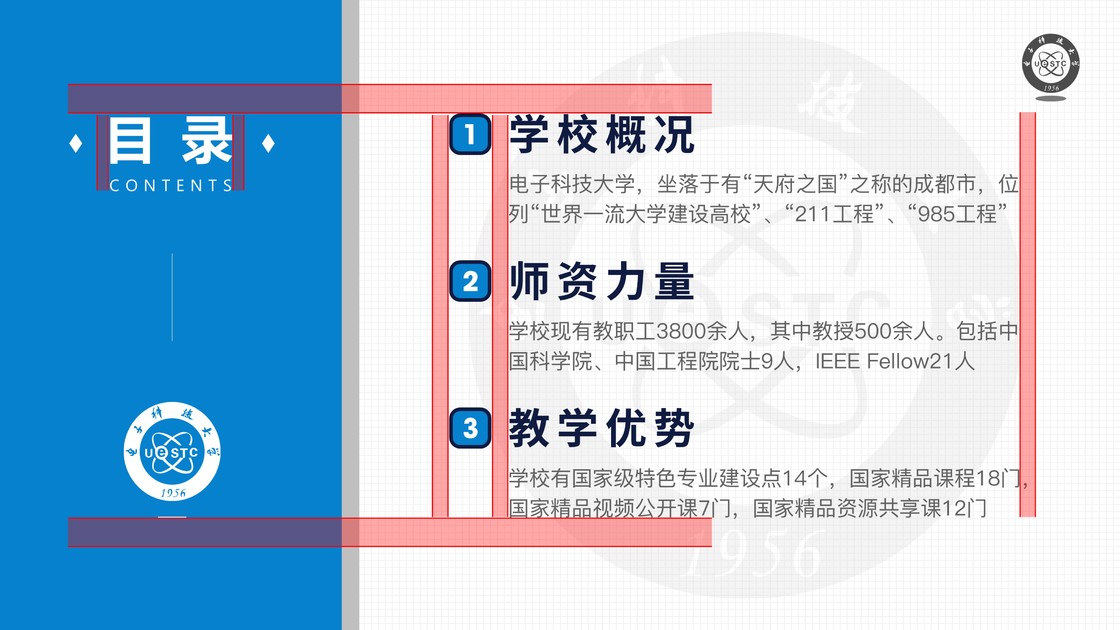 目录
CONTENTS
UESTC
1956
1 学校概况
电子科技大学，坐落于有“天府之国”之称的成都市，位
列“世界一流大学建设高校”、“211工程”、“985工程”
2 师资力量
学校现有教职工3800余人，其中教授500余人。包括中
国科学院、中国工程院院士9人，IEEE Fellow21人
3 教学优势
学校有国家级特色专业建设点14个，国家精品课程18门，
国家精品视频公开课7门，国家精品资源共享课12门
UESTC
1956
1956